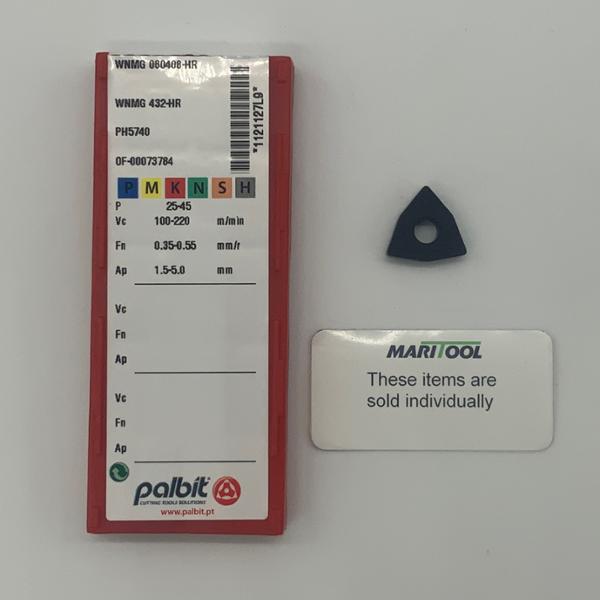 WNMG 080408-HR
WNMG 432-HR
PH5740
OF-00073784
*1121127L9*
P M K N S H
P 25-45
Vc 100-220 m/min
Fn 0.35-0.55 mm/r
Ap 1.5-5.0 mm
Vc
Fn
Ap
Vc
Fn
Ap
palbit
CUTTING TOOLS SOLUTIONS
www.palbit.pt
MARITOOL
These items are
sold individually